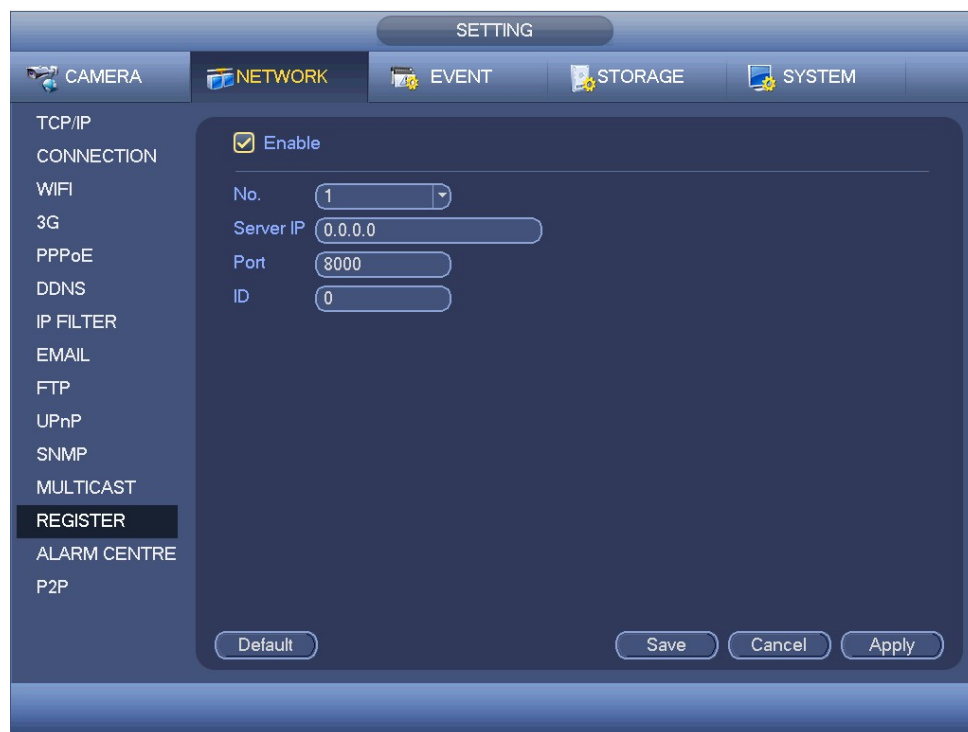 SETTING
CAMERA NETWORK EVENT STORAGE SYSTEM
TCP/IP
CONNECTION
WIFI
3G
PPPoE
DDNS
IP FILTER
EMAIL
FTP
UPnP
SNMP
MULTICAST
REGISTER
ALARM CENTRE
P2P
Enable
No. 1
Server IP 0.0.0.0
Port 8000
ID 0
Default Save Cancel Apply